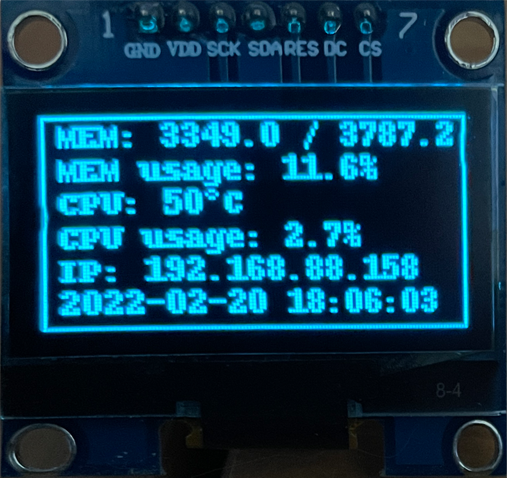 1 7
GND VDD SCK SDA RES DC CS
MEM: 3349.0 / 3787.2
MEM usage: 11.6%
CPU: 50°C
CPU usage: 2.7%
IP: 192.168.88.158
2022-02-20 18:06:03
8-4